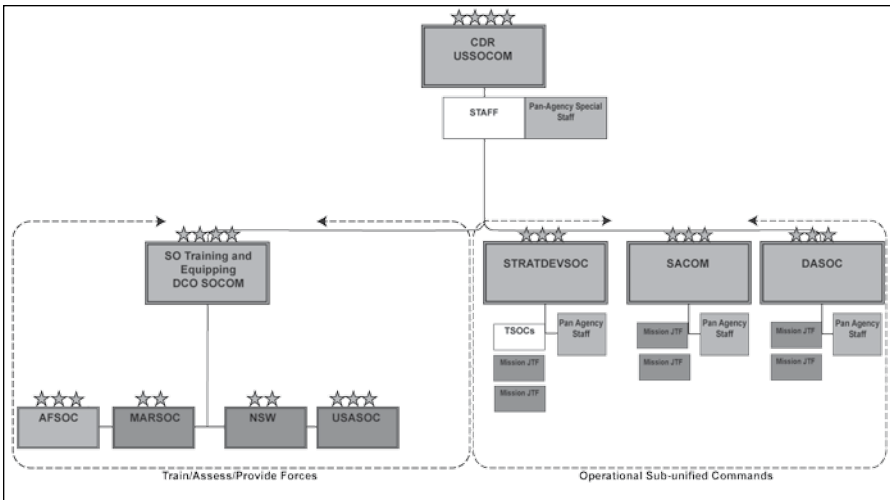 CDR
USSOCOM
STAFF
Pan-Agency Special
Staff
SO Training and
Equipping
DCO SOCOM
STRATDEVSOC
SACOM
DASOC
TSOCs
Pan Agency
Staff
Mission JTF
Pan Agency
Staff
Mission JTF
Pan Agency
Staff
Mission JTF
Mission JTF
Mission JTF
Mission JTF
AFSOC
MARSOC
NSW
USASOC
Train/Assess/Provide Forces
Operational Sub-unified Commands